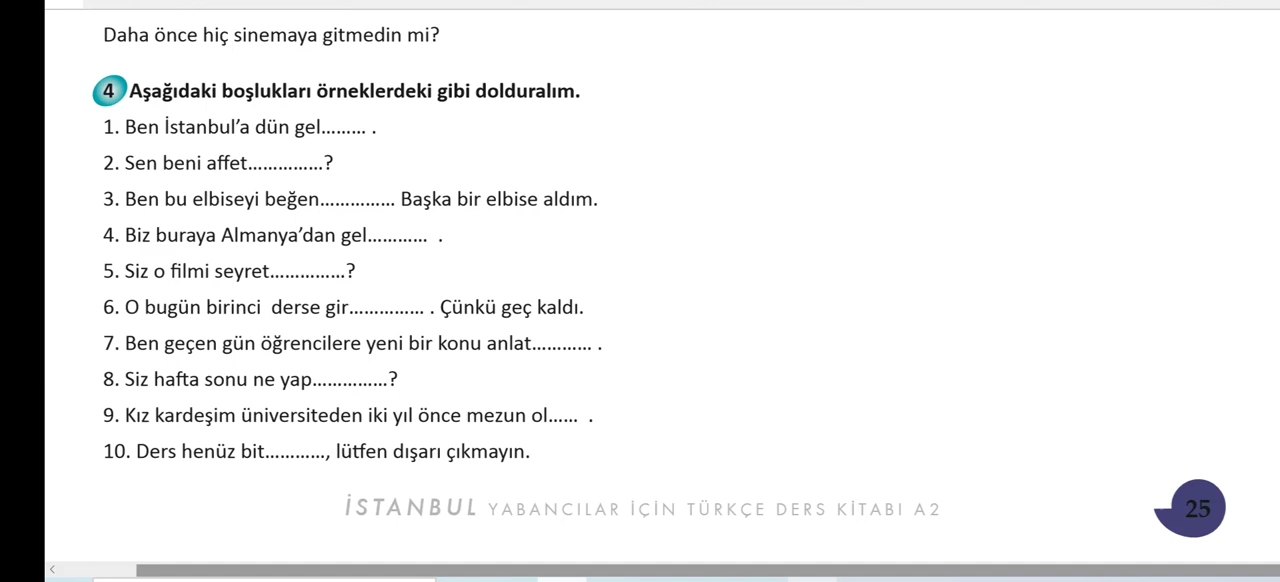 Daha önce hiç sinemaya gitmedin mi?
4 Aşağıdaki boşlukları örneklerdeki gibi dolduralım.
1. Ben İstanbul’a dün gel......... .
2. Sen beni affet...............?
3. Ben bu elbiseyi beğen............... Başka bir elbise aldım.
4. Biz buraya Almanya’dan gel............ .
5. Siz o filmi seyret...............?
6. O bugün birinci derse gir............... . Çünkü geç kaldı.
7. Ben geçen gün öğrencilere yeni bir konu anlat............ .
8. Siz hafta sonu ne yap...............?
9. Kız kardeşim üniversiteden iki yıl önce mezun ol...... .
10. Ders henüz bit............, lütfen dışarı çıkmayın.
İSTANBUL YABANCILAR İÇİN TÜRKÇE DERS KİTABI A2
25